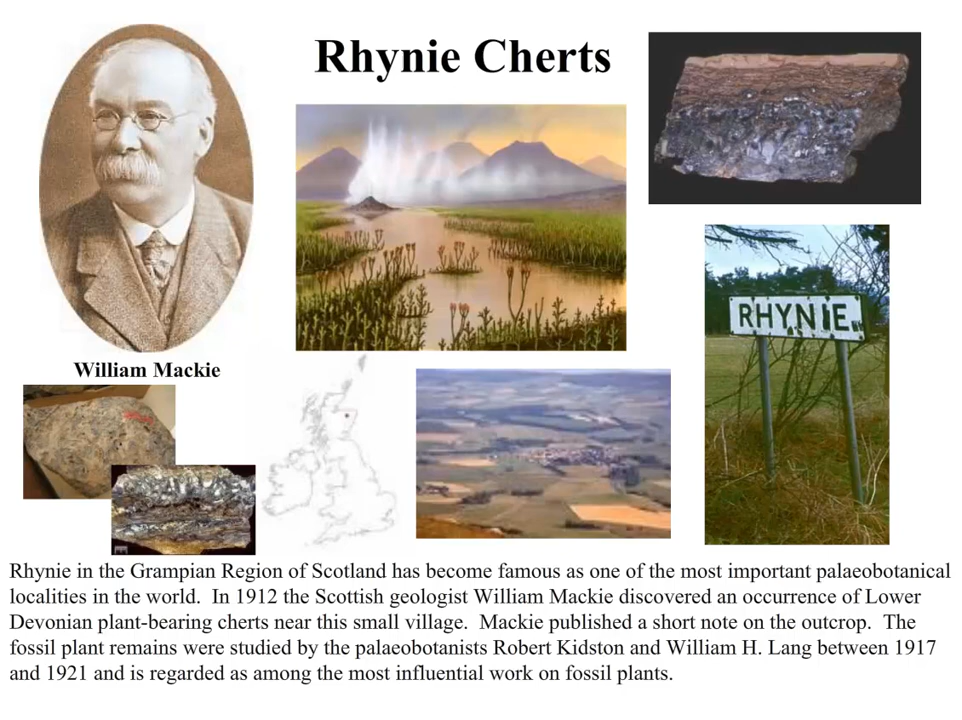 Rhynie Cherts
RHYNIE
William Mackie
Rhynie in the Grampian Region of Scotland has become famous as one of the most important palaeobotanical
localities in the world.  In 1912 the Scottish geologist William Mackie discovered an occurrence of Lower
Devonian plant-bearing cherts near this small village.  Mackie published a short note on the outcrop.  The
fossil plant remains were studied by the palaeobotanists Robert Kidston and William H. Lang between 1917
and 1921 and is regarded as among the most influential work on fossil plants.